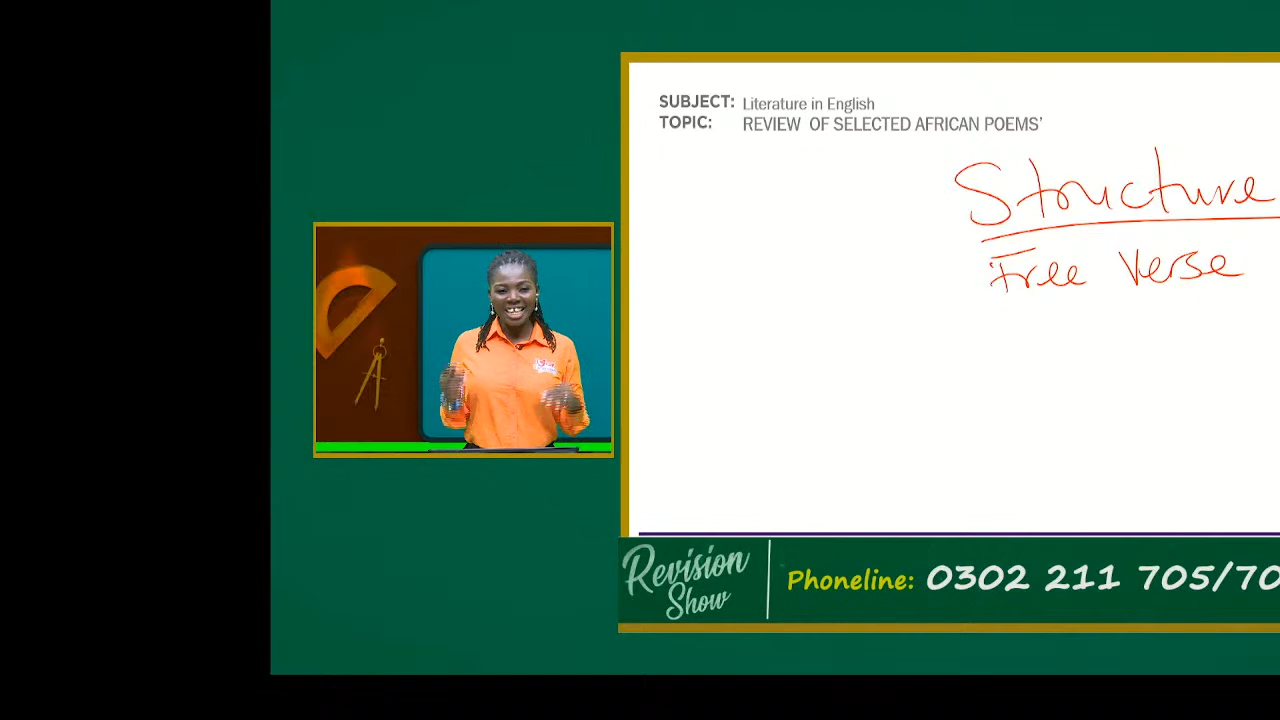 SUBJECT: Literature in English
TOPIC: REVIEW OF SELECTED AFRICAN POEMS'
Structure
Free Verse
Revision
Show
Phoneline: 0302 211 705/70